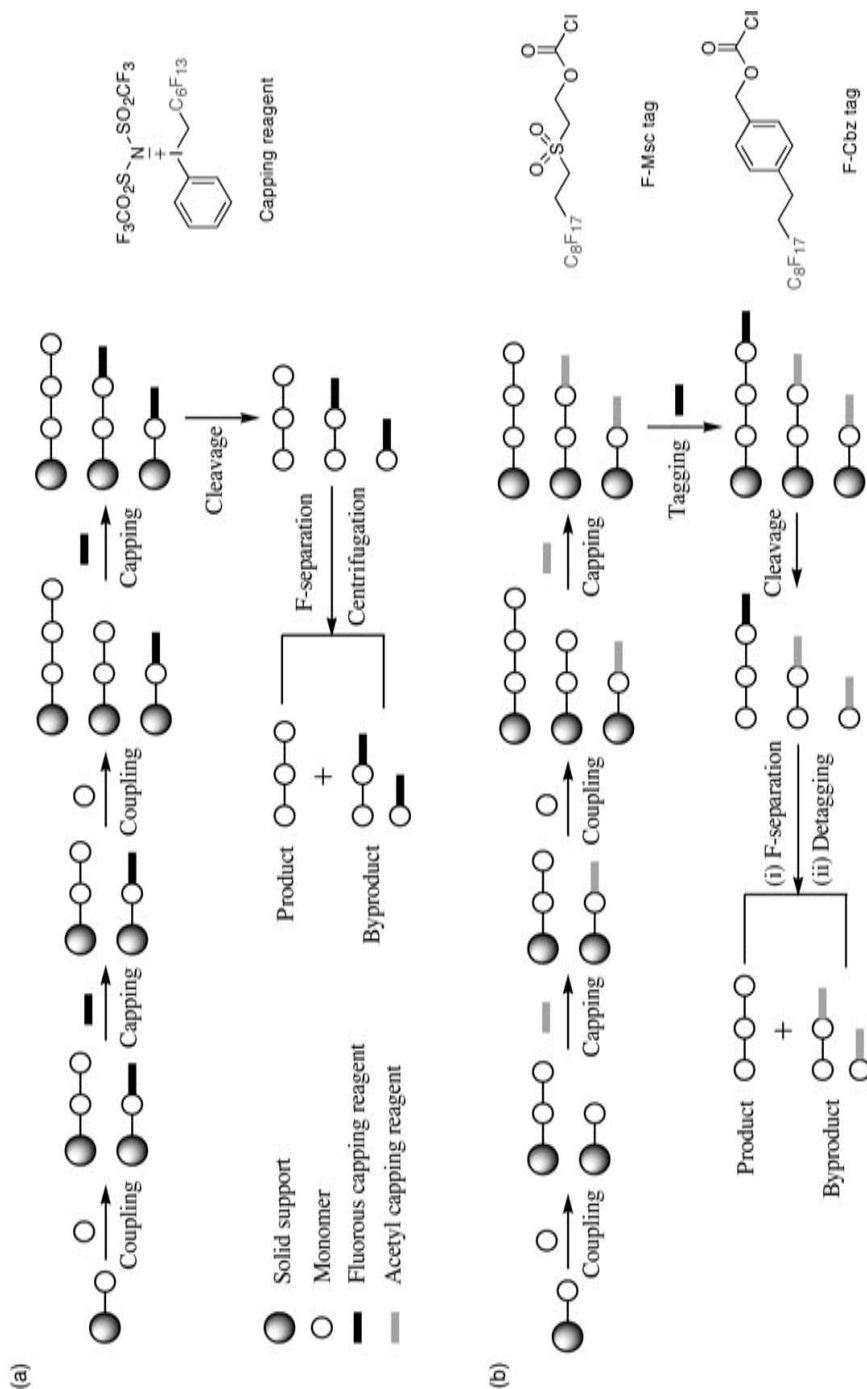 (a)
Coupling
Capping
Coupling
Capping
F3CO2S
N
SO2CF3
−
+
I
C6F13
Capping reagent
Cleavage
F-separation
Centrifugation
Product
+
Byproduct
Solid support
Monomer
Fluorous capping reagent
Acetyl capping reagent
(b)
Coupling
Capping
Coupling
Capping
Tagging
C8F17
O
O
S
O
O
Cl
F-Msc tag
C8F17
O
O
Cl
F-Cbz tag
Cleavage
(i) F-separation
(ii) Detagging
Product
+
Byproduct